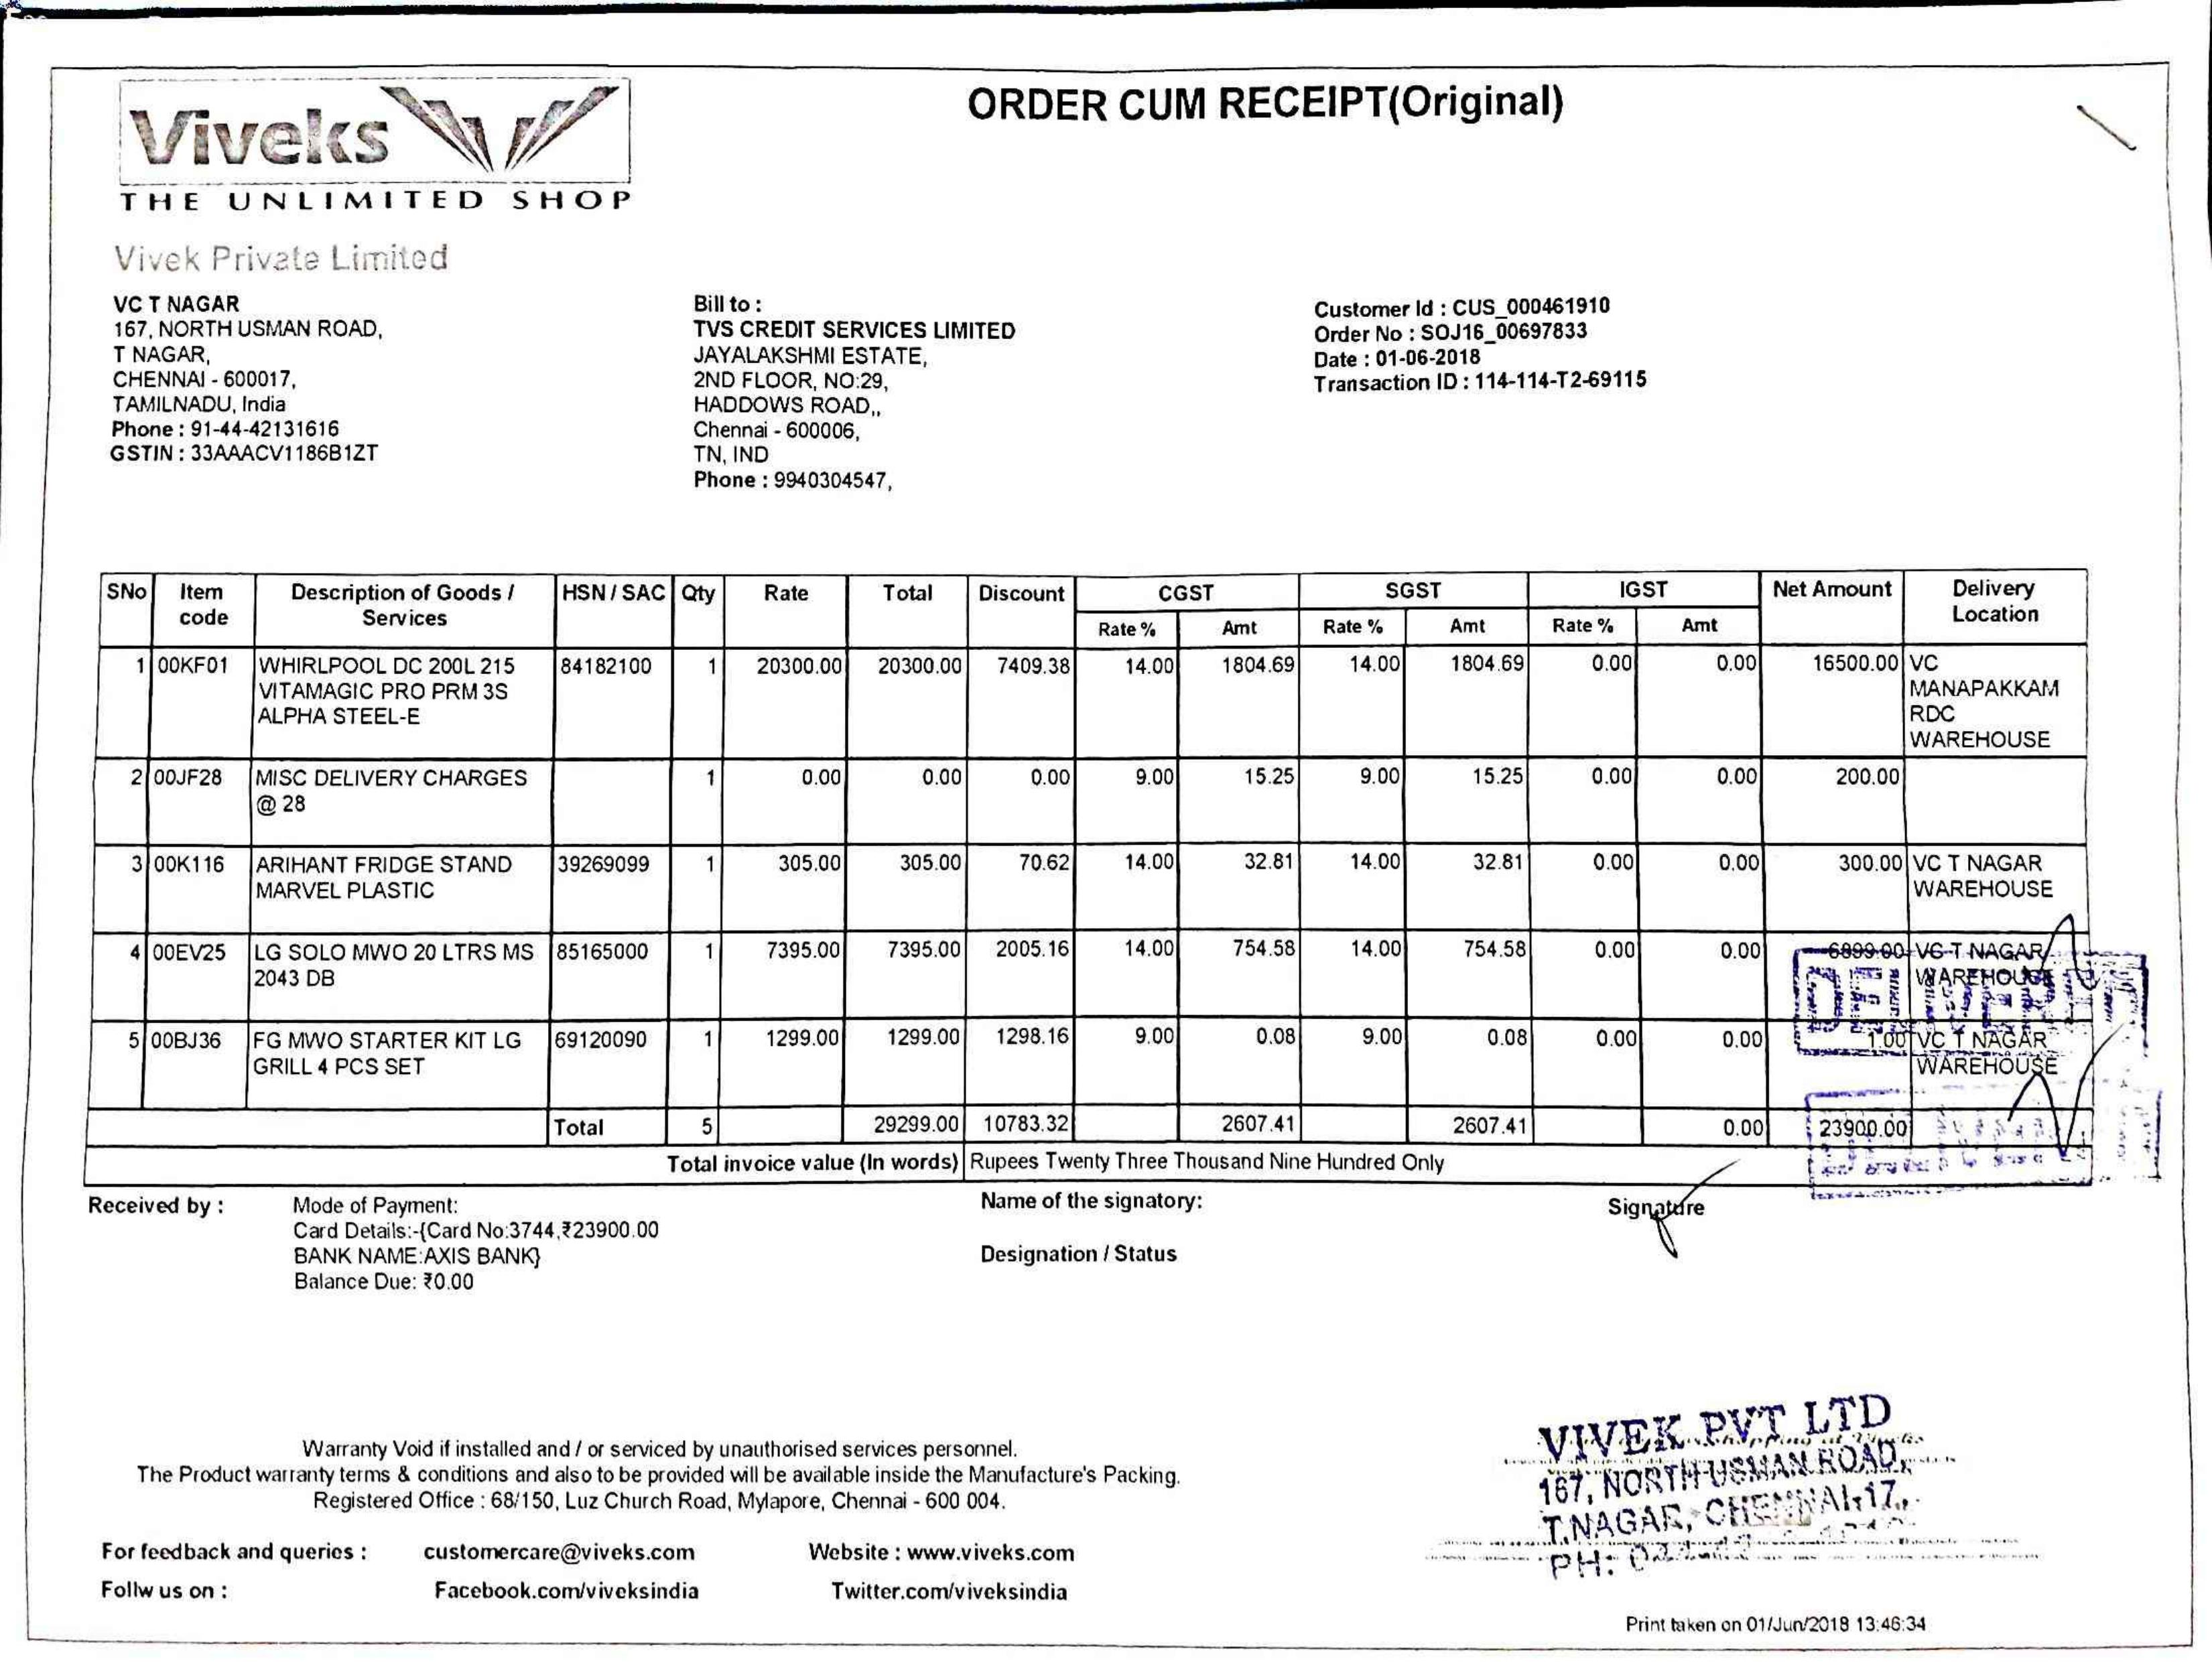 ORDER CUM RECEIPT(Original)
Viveks
THE UNLIMITED SHOP
Vivek Private Limited
VC T NAGAR
167, NORTH USMAN ROAD,
T NAGAR,
CHENNAI - 600017,
TAMILNADU, India
Phone : 91-44-42131616
GSTIN : 33AAACV1186B1ZT
Bill to :
TVS CREDIT SERVICES LIMITED
JAYALAKSHMI ESTATE,
2ND FLOOR, NO:29,
HADDOWS ROAD,,
Chennai - 600006,
TN, IND
Phone : 9940304547,
Customer Id : CUS_000461910
Order No : SOJ16_00697833
Date : 01-06-2018
Transaction ID : 114-114-T2-69115
SNo Item code Description of Goods / Services HSN / SAC Qty Rate Total Discount CGST SGST IGST Net Amount Delivery Location
Rate % Amt Rate % Amt Rate % Amt
1 00KF01 WHIRLPOOL DC 200L 215 84182100 1 20300.00 20300.00 7409.38 14.00 1804.69 14.00 1804.69 0.00 0.00 16500.00 VC
VITAMAGIC PRO PRM 3S MANAPAKKAM
ALPHA STEEL-E RDC
WAREHOUSE
2 00JF28 MISC DELIVERY CHARGES 1 0.00 0.00 0.00 9.00 15.25 9.00 15.25 0.00 0.00 200.00
@ 28
3 00K116 ARIHANT FRIDGE STAND 39269099 1 305.00 305.00 70.62 14.00 32.81 14.00 32.81 0.00 0.00 300.00 VC T NAGAR
MARVEL PLASTIC WAREHOUSE
4 00EV25 LG SOLO MWO 20 LTRS MS 85165000 1 7395.00 7395.00 2005.16 14.00 754.58 14.00 754.58 0.00 0.00 6899.00 VC T NAGAR
2043 DB WAREHOUSE
5 00BJ36 FG MWO STARTER KIT LG 69120090 1 1299.00 1299.00 1298.16 9.00 0.08 9.00 0.08 0.00 0.00 1.00 VC T NAGAR
GRILL 4 PCS SET WAREHOUSE
Total 5 29299.00 10783.32 2607.41 2607.41 0.00 23900.00
Total invoice value (In words) Rupees Twenty Three Thousand Nine Hundred Only
Received by :
Mode of Payment:
Card Details:-{Card No:3744,₹23900.00
BANK NAME:AXIS BANK}
Balance Due: ₹0.00
Name of the signatory:
Designation / Status
Signature
Warranty Void if installed and / or serviced by unauthorised services personnel.
The Product warranty terms & conditions and also to be provided will be available inside the Manufacture's Packing.
Registered Office : 68/150, Luz Church Road, Mylapore, Chennai - 600 004.
For feedback and queries : customercare@viveks.com Website : www.viveks.com
Follw us on : Facebook.com/viveksindia Twitter.com/viveksindia
VIVEK PVT LTD
167, NORTH USMAN ROAD,
T.NAGAR, CHENNAI-17,
PH:
Print taken on 01/Jun/2018 13:46:34